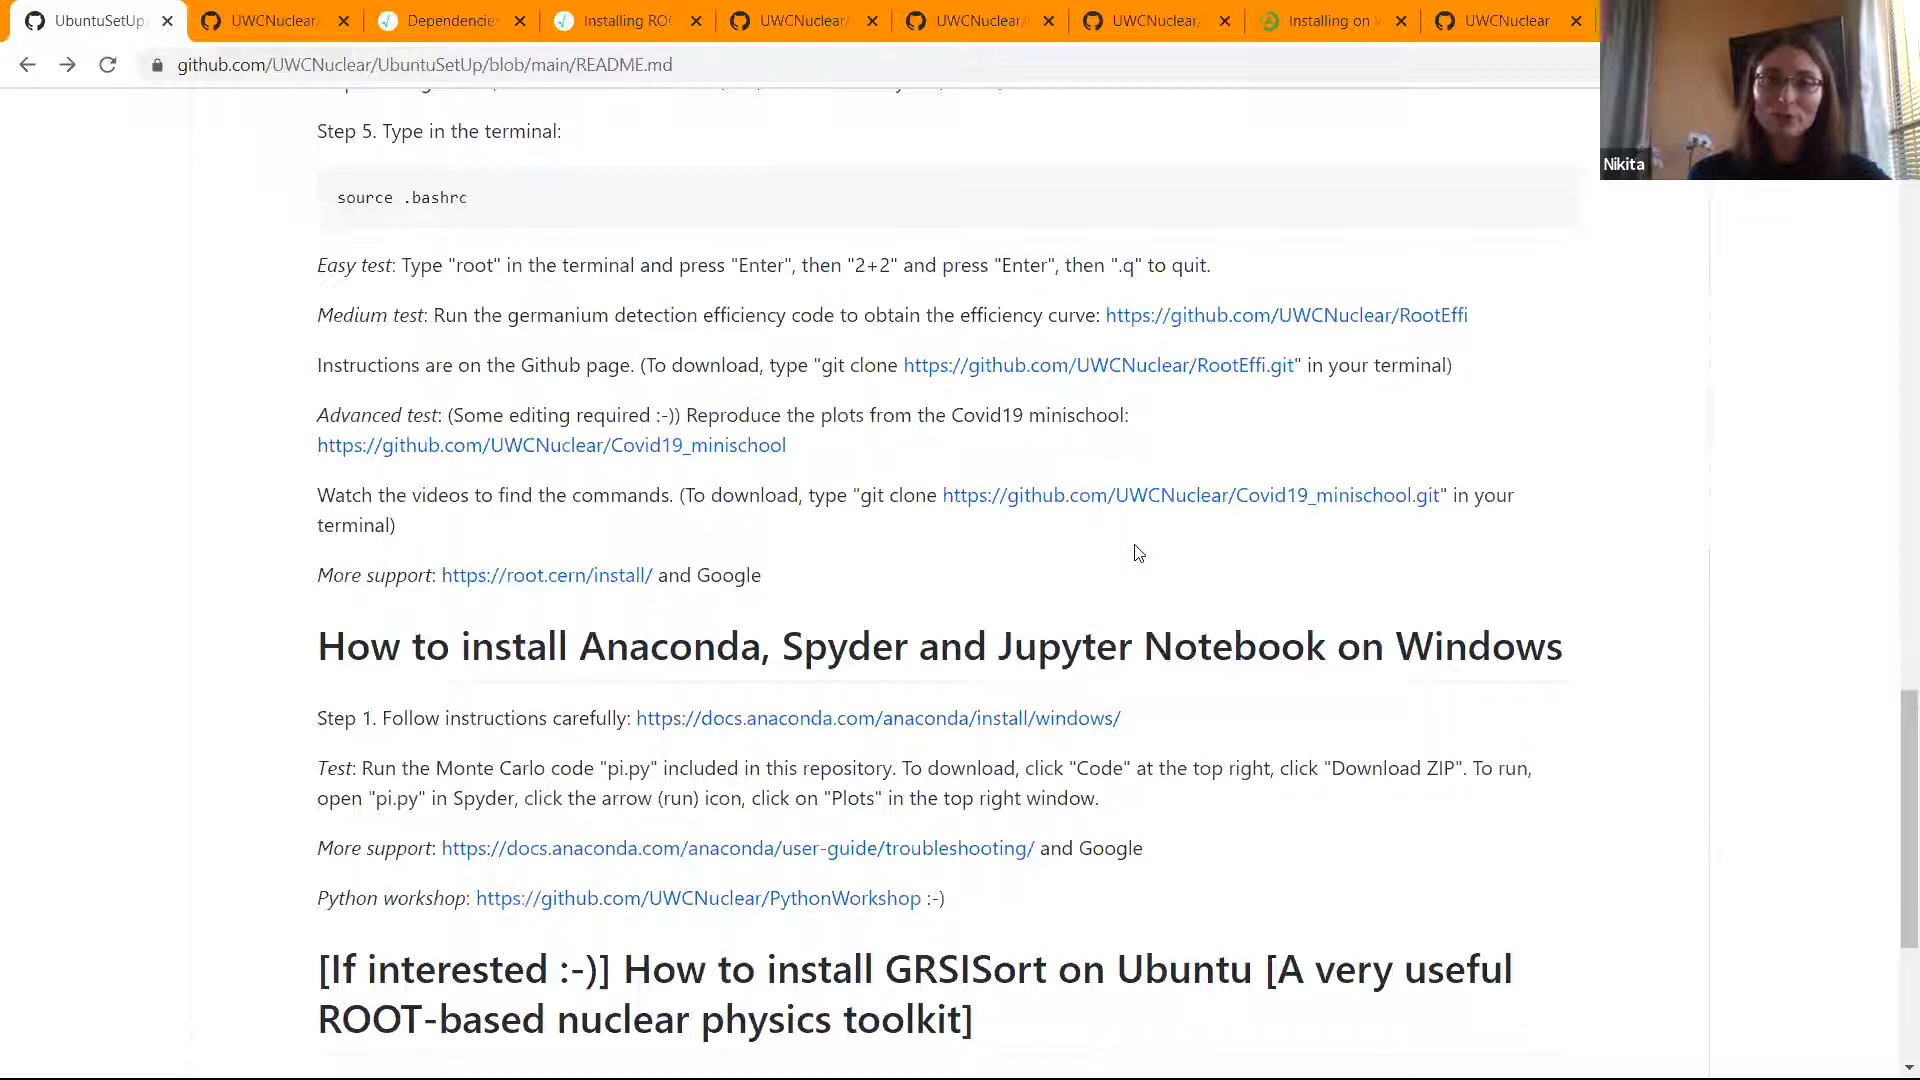 UbuntuSetUp
UWCNuclear/
Dependencie
Installing RO
UWCNuclear/
UWCNuclear/
UWCNuclear/
Installing on
UWCNuclear
github.com/UWCNuclear/UbuntuSetUp/blob/main/README.md
Nikita
Step 5. Type in the terminal:
source .bashrc
Easy test: Type "root" in the terminal and press "Enter", then "2+2" and press "Enter", then ".q" to quit.
Medium test: Run the germanium detection efficiency code to obtain the efficiency curve: https://github.com/UWCNuclear/RootEffi
Instructions are on the Github page. (To download, type "git clone https://github.com/UWCNuclear/RootEffi.git" in your terminal)
Advanced test: (Some editing required :-)) Reproduce the plots from the Covid19 minischool:
https://github.com/UWCNuclear/Covid19_minischool
Watch the videos to find the commands. (To download, type "git clone https://github.com/UWCNuclear/Covid19_minischool.git" in your
terminal)
More support: https://root.cern/install/ and Google
How to install Anaconda, Spyder and Jupyter Notebook on Windows
Step 1. Follow instructions carefully: https://docs.anaconda.com/anaconda/install/windows/
Test: Run the Monte Carlo code "pi.py" included in this repository. To download, click "Code" at the top right, click "Download ZIP". To run,
open "pi.py" in Spyder, click the arrow (run) icon, click on "Plots" in the top right window.
More support: https://docs.anaconda.com/anaconda/user-guide/troubleshooting/ and Google
Python workshop: https://github.com/UWCNuclear/PythonWorkshop :-)
[If interested :-)] How to install GRSISort on Ubuntu [A very useful
ROOT-based nuclear physics toolkit]